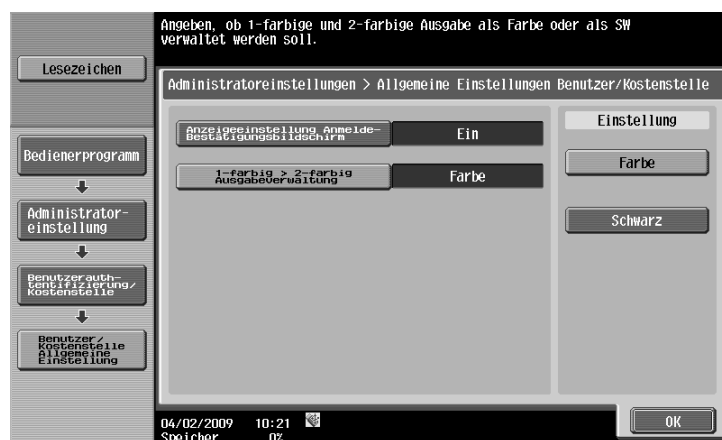 Angeben, ob 1-farbige und 2-farbige Ausgabe als Farbe oder als SW
verwaltet werden soll.
Lesezeichen
Administratoreinstellungen > Allgemeine Einstellungen Benutzer/Kostenstelle
Anzeigeeinstellung Anmelde-
Bestätigungsbildschirm
Ein
Einstellung
Bedienerprogramm
1-farbig > 2-farbig
Ausgabeverwaltung
Farbe
Farbe
Administrator-
einstellung
Schwarz
Benutzerauth-
tentifizierung/
Kostenstelle
Benutzer/
Kostenstelle
Allgemeine
Einstellung
04/02/2009 10:21
Speicher 0%
OK